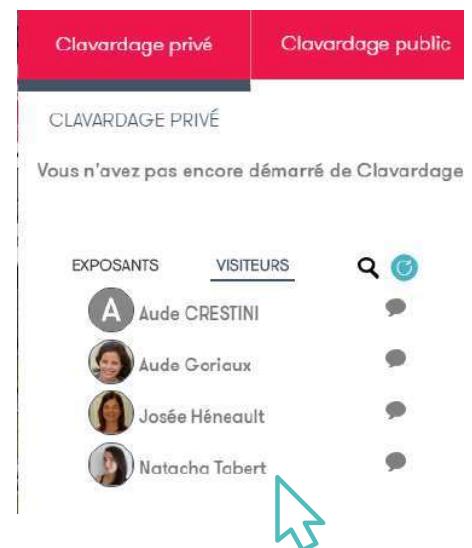 Clavardage privé Clavardage public
CLAVARDAGE PRIVÉ
Vous n'avez pas encore démarré de Clavardage
EXPOSANTS VISITEURS
A Aude CRESTINI
Aude Goriaux
Josée Héneault
Natacha Tabert